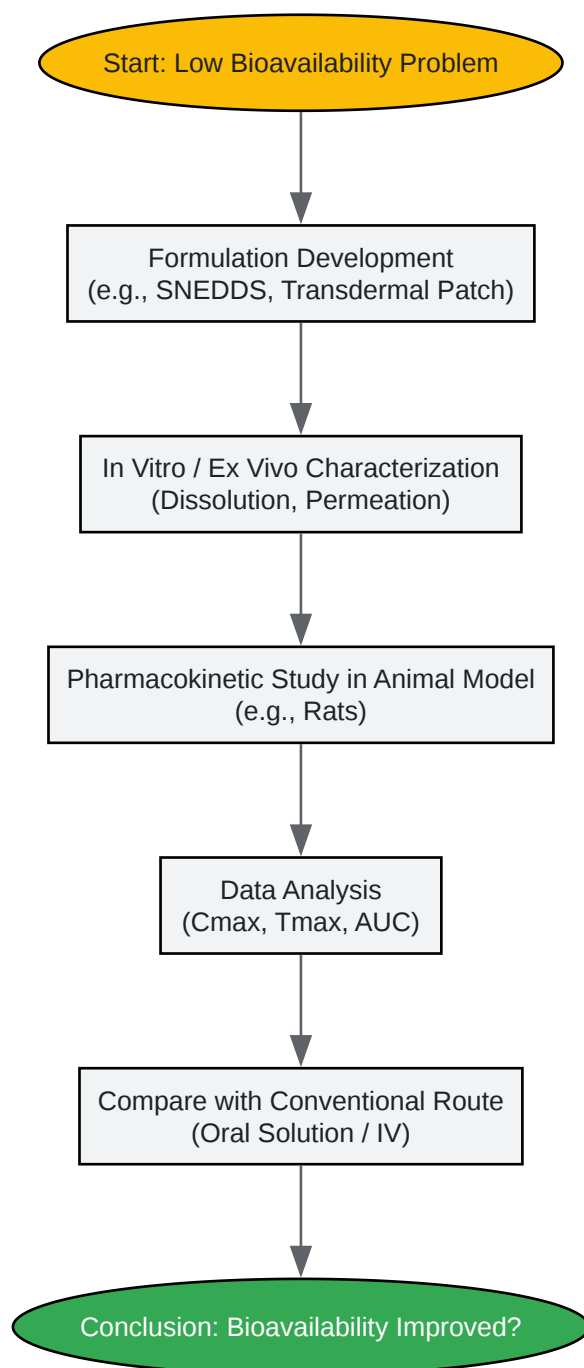 Start: Low Bioavailability Problem
Formulation Development
(e.g., SNEDDS, Transdermal Patch)
In Vitro / Ex Vivo Characterization
(Dissolution, Permeation)
Pharmacokinetic Study in Animal Model
(e.g., Rats)
Data Analysis
(Cmax, Tmax, AUC)
Compare with Conventional Route
(Oral Solution / IV)
Conclusion: Bioavailability Improved?